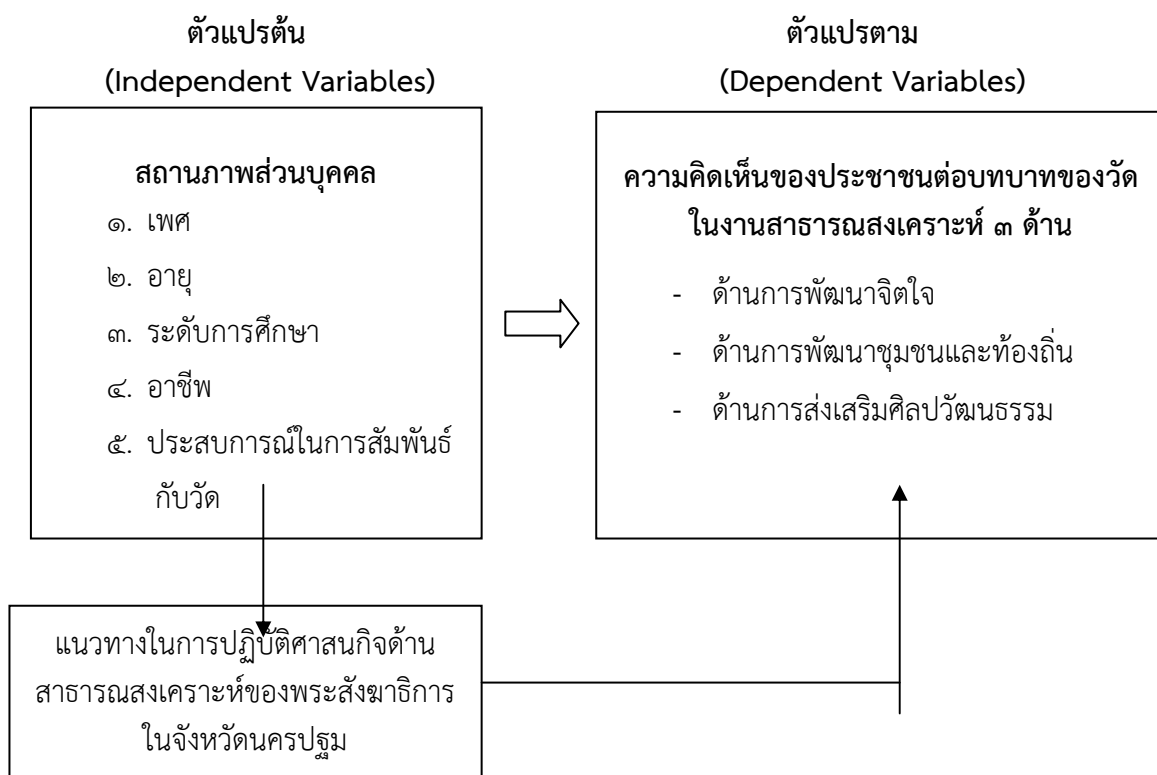 ตัวแปรต้น
(Independent Variables)
สถานภาพส่วนบุคคล
๑. เพศ
๒. อายุ
๓. ระดับการศึกษา
๔. อาชีพ
๕. ประสบการณ์ในการสัมพันธ์
กับวัด
ตัวแปรตาม
(Dependent Variables)
ความคิดเห็นของประชาชนต่อบทบาทของวัด
ในงานสาธารณสงเคราะห์ ๓ ด้าน
- ด้านการพัฒนาจิตใจ
- ด้านการพัฒนาชุมชนและท้องถิ่น
- ด้านการส่งเสริมศิลปวัฒนธรรม
แนวทางในการปฏิบัติศาสนกิจด้าน
สาธารณสงเคราะห์ของพระสังฆาธิการ
ในจังหวัดนครปฐม